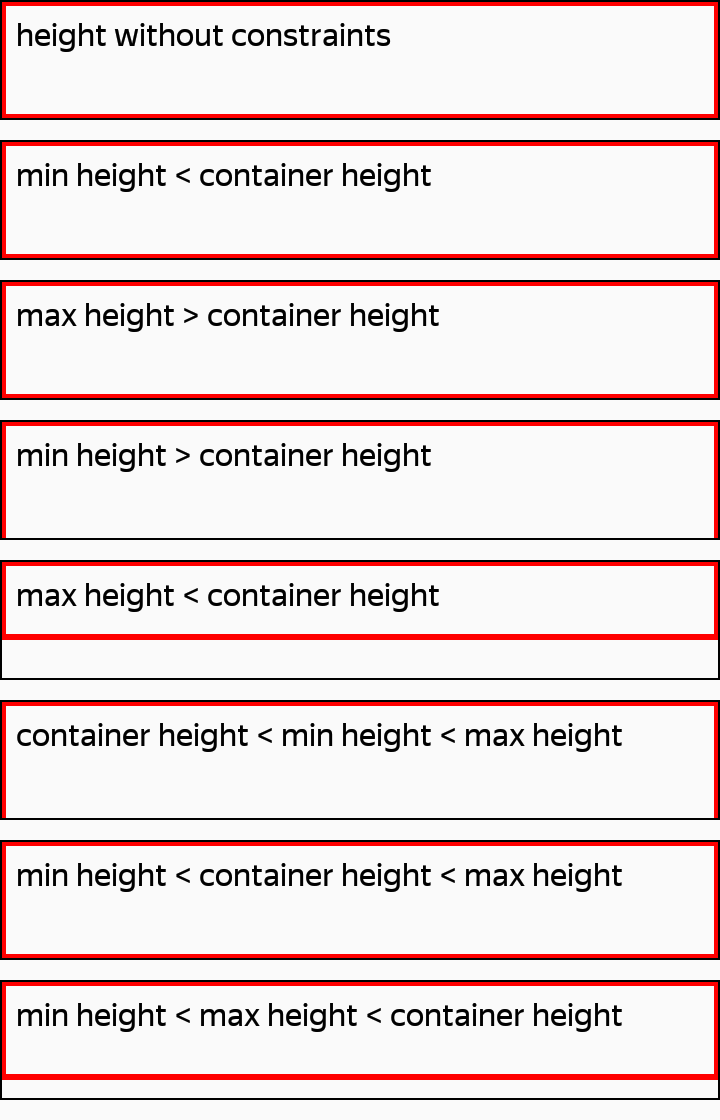 height without constraints
min height < container height
max height > container height
min height > container height
max height < container height
container height < min height < max height
min height < container height < max height
min height < max height < container height